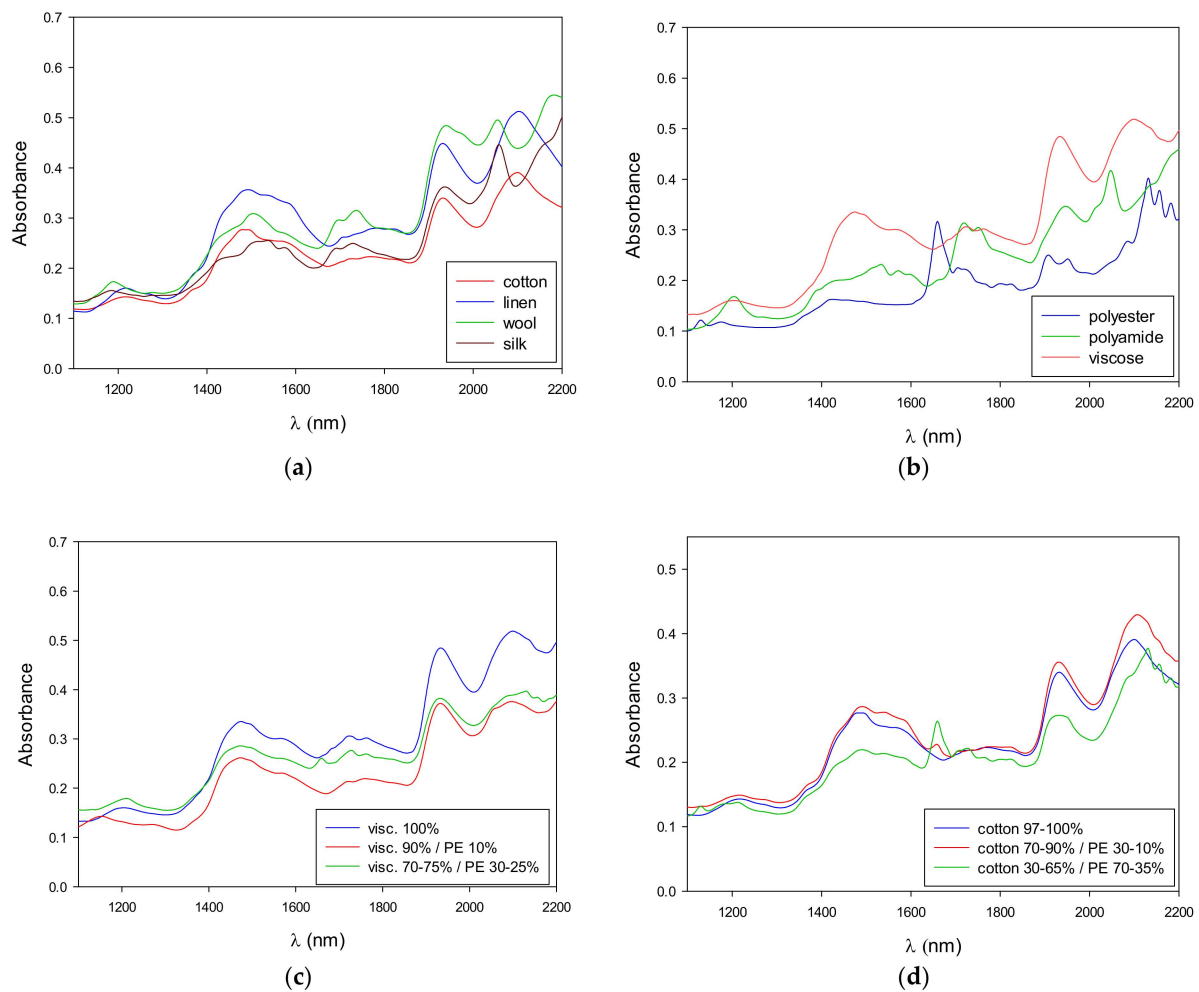 0.7
0.6
0.5
0.4
0.3
0.2
0.1
0.0
Absorbance
1200 1400 1600 1800 2000 2200
λ (nm)
cotton
linen
wool
silk
(a)
0.7
0.6
0.5
0.4
0.3
0.2
0.1
0.0
Absorbance
1200 1400 1600 1800 2000 2200
λ (nm)
polyester
polyamide
viscose
(b)
0.7
0.6
0.5
0.4
0.3
0.2
0.1
0.0
Absorbance
1200 1400 1600 1800 2000 2200
λ (nm)
visc. 100%
visc. 90% / PE 10%
visc. 70-75% / PE 30-25%
(c)
0.5
0.4
0.3
0.2
0.1
0.0
Absorbance
1200 1400 1600 1800 2000 2200
λ (nm)
cotton 97-100%
cotton 70-90% / PE 30-10%
cotton 30-65% / PE 70-35%
(d)